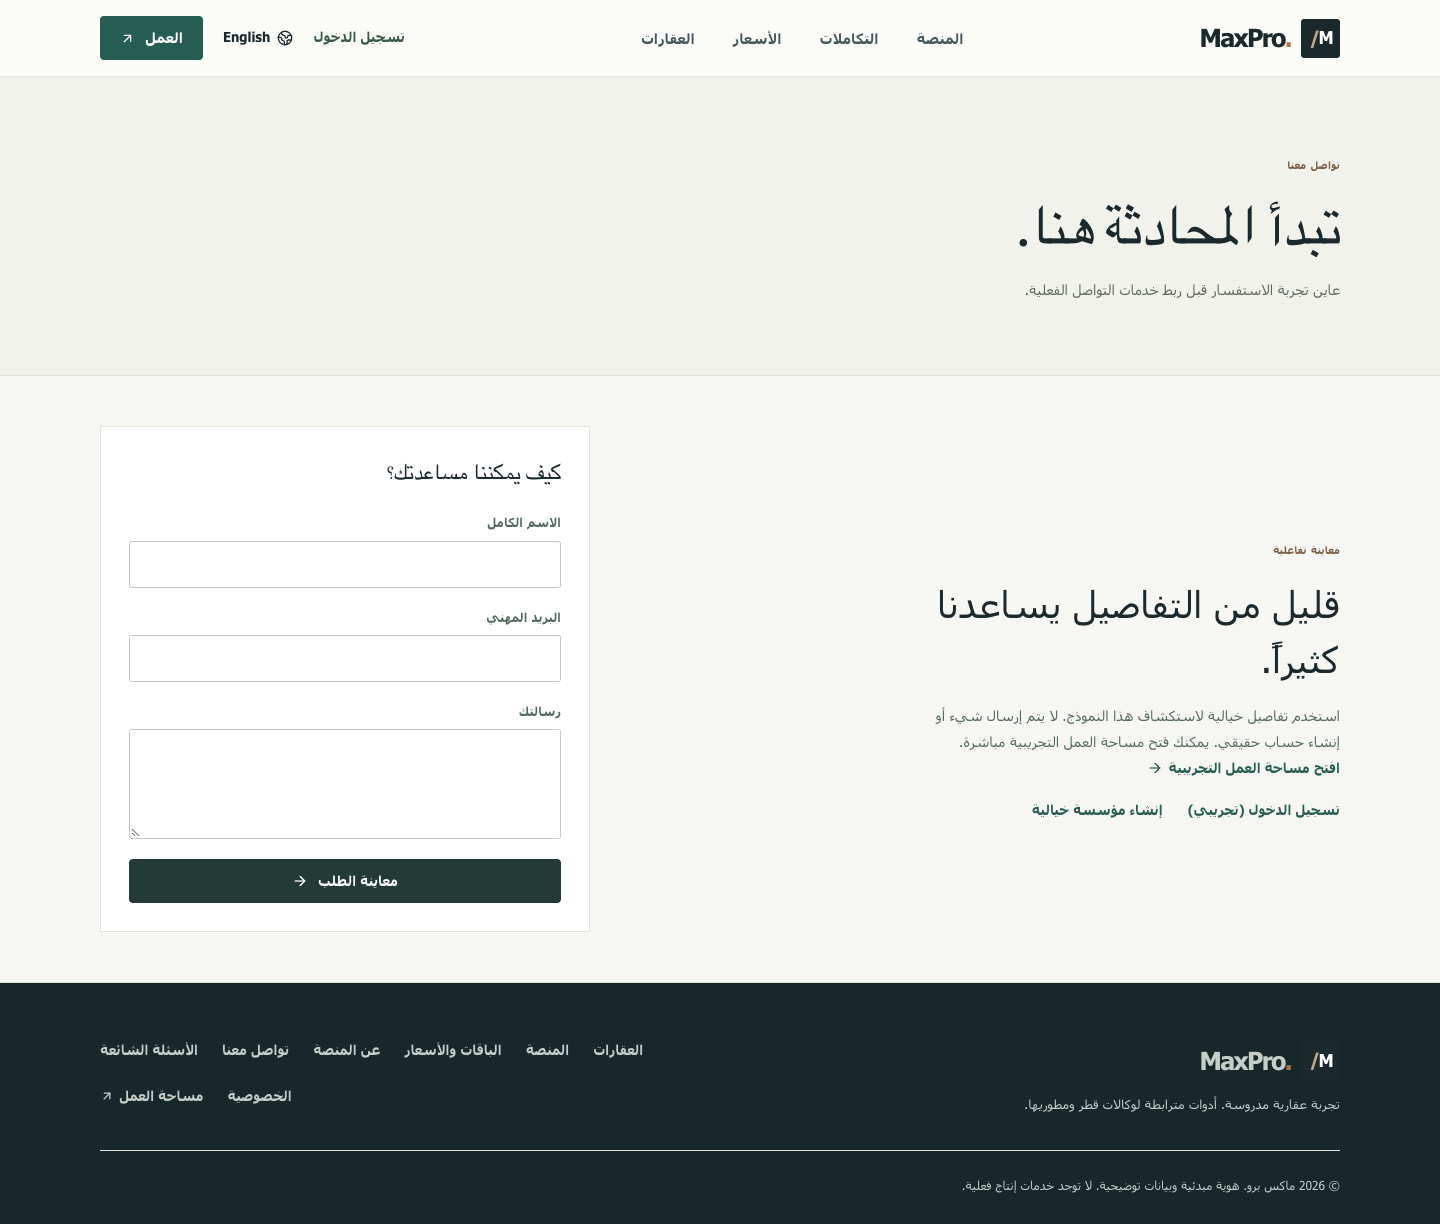 M/ MaxPro.
المنصة
التكاملات
الأسعار
العقارات
تسجيل الدخول
English
العمل
تواصل معنا
تبدأ المحادثة هنا.
عاين تجربة الاستفسار قبل ربط خدمات التواصل الفعلية.
معاينة تفاعلية
قليل من التفاصيل يساعدنا
كثيراً.
استخدم تفاصيل خيالية لاستكشاف هذا النموذج. لا يتم إرسال شيء أو
إنشاء حساب حقيقي. يمكنك فتح مساحة العمل التجريبية مباشرة.
افتح مساحة العمل التجريبية
تسجيل الدخول (تجريبي)
إنشاء مؤسسة خيالية
كيف يمكننا مساعدتك؟
الاسم الكامل
البريد المهني
رسالتك
معاينة الطلب
M/ MaxPro.
تجربة عقارية مدروسة. أدوات مترابطة لوكالات قطر ومطوريها.
العقارات
المنصة
الباقات والأسعار
عن المنصة
تواصل معنا
الأسئلة الشائعة
الخصوصية
مساحة العمل
© 2026 ماكس برو. هوية مبدئية وبيانات توضيحية. لا توجد خدمات إنتاج فعلية.